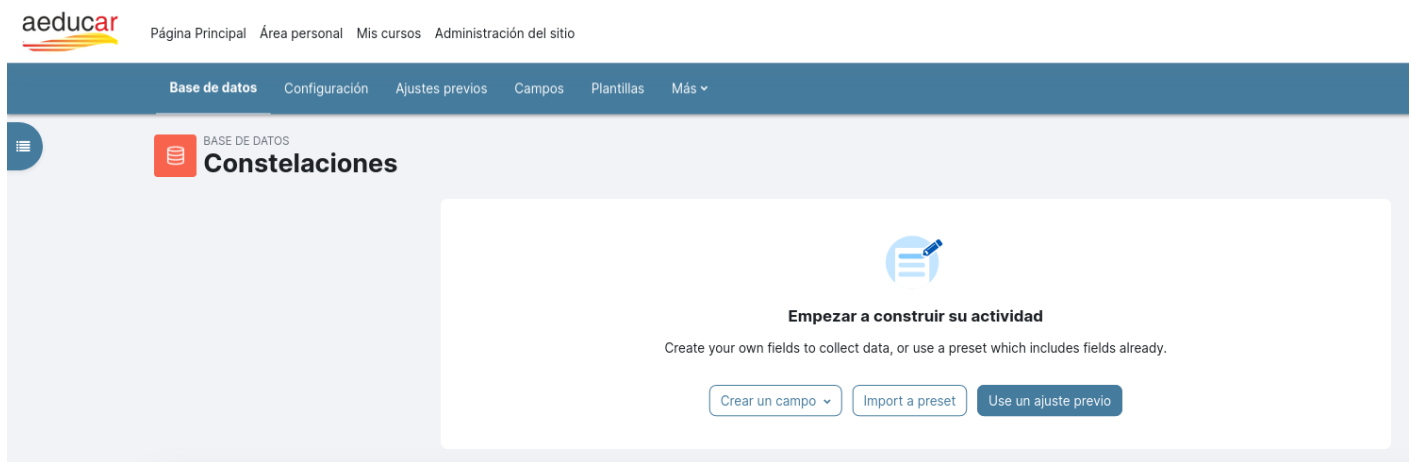 aeducar
Página Principal Área personal Mis cursos Administración del sitio
Base de datos Configuración Ajustes previos Campos Plantillas Más
BASE DE DATOS
Constelaciones
Empezar a construir su actividad
Create your own fields to collect data, or use a preset which includes fields already.
Crear un campo Import a preset Use un ajuste previo